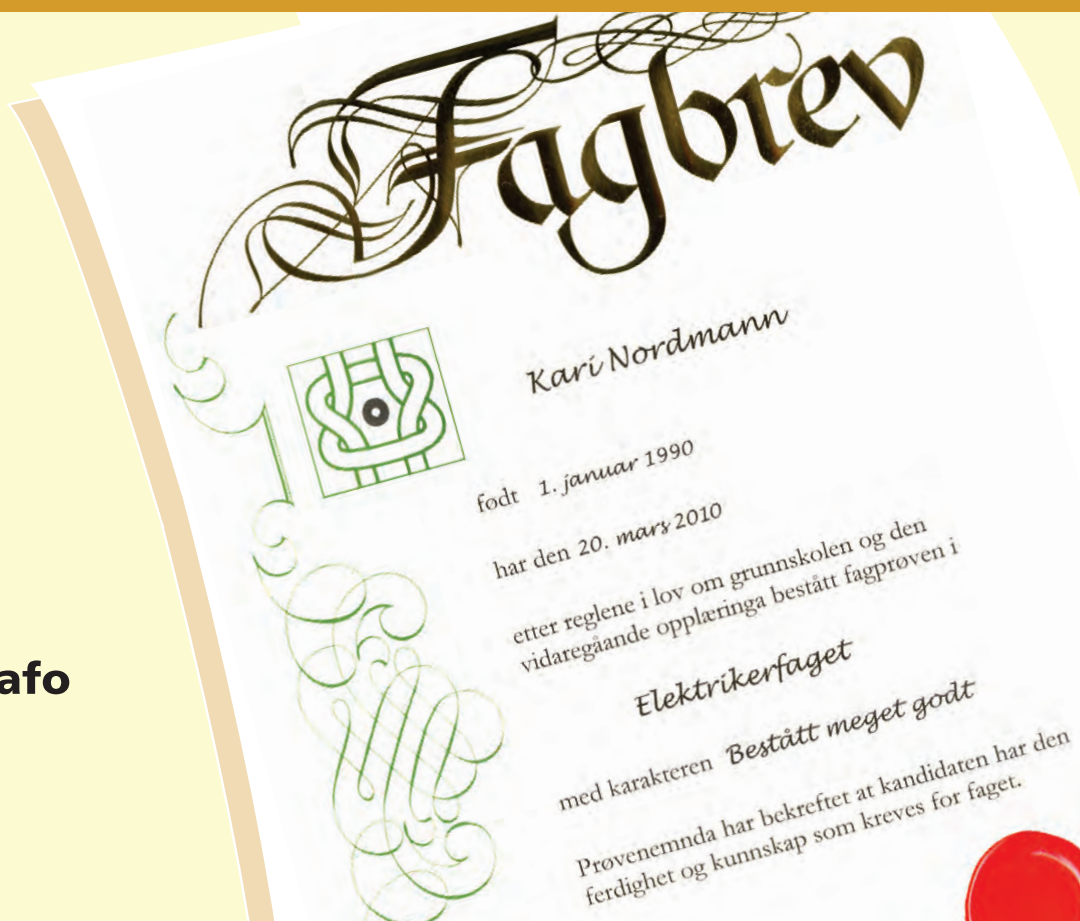 Fagbrev
Kari Nordmann
født 1. januar 1990
har den 20. mars 2010
etter reglene i lov om grunnskolen og den
vidaregåande opplæringa bestått fagprøven i
Elektrikerfaget
afo
med karakteren Bestått meget godt
Prøvenemnda har bekreftet at kandidaten har den
ferdighet og kunnskap som kreves for faget.